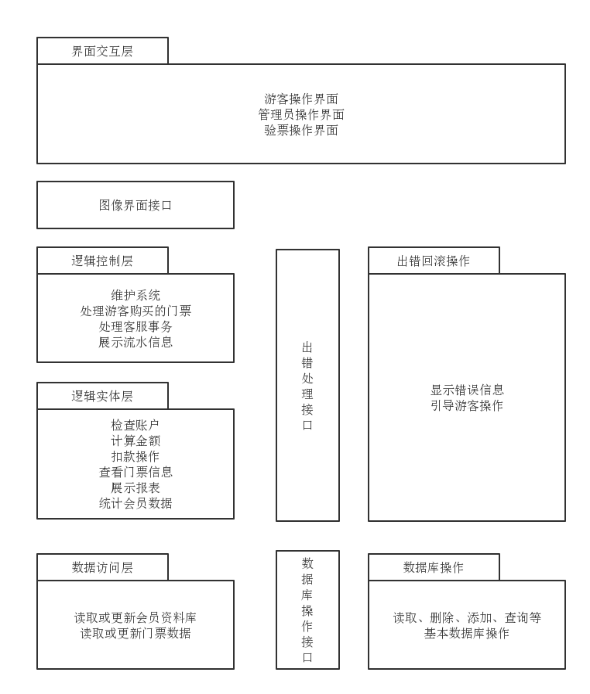 界面交互层
游客操作界面
管理员操作界面
验票操作界面
图像界面接口
逻辑控制层
维护系统
处理游客购买的门票
处理客服事务
展示流水信息
逻辑实体层
检查账户
计算金额
扣款操作
查看门票信息
展示报表
统计会员数据
出错处理接口
出错回滚操作
显示错误信息
引导游客操作
数据访问层
读取或更新会员资料库
读取或更新门票数据
数据库操作接口
数据库操作
读取、删除、添加、查询等
基本数据库操作